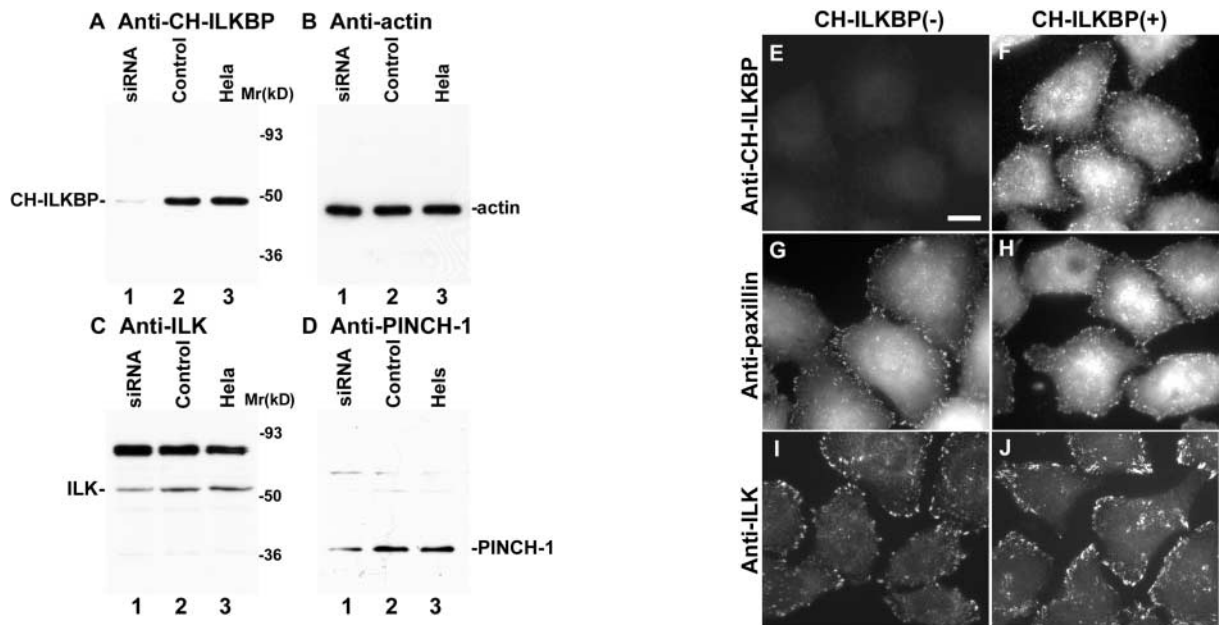 A Anti-CH-ILKBP
siRNA
Control
Hela
Mr(kD)
-93
-50
-36
CH-ILKBP-
1 2 3
B Anti-actin
siRNA
Control
Hela
-actin
1 2 3
C Anti-ILK
siRNA
Control
Hela
Mr(kD)
-93
-50
-36
ILK-
1 2 3
D Anti-PINCH-1
siRNA
Control
Hels
-PINCH-1
1 2 3
CH-ILKBP(-) CH-ILKBP(+)
Anti-CH-ILKBP
E F
Anti-paxillin
G H
Anti-ILK
I J